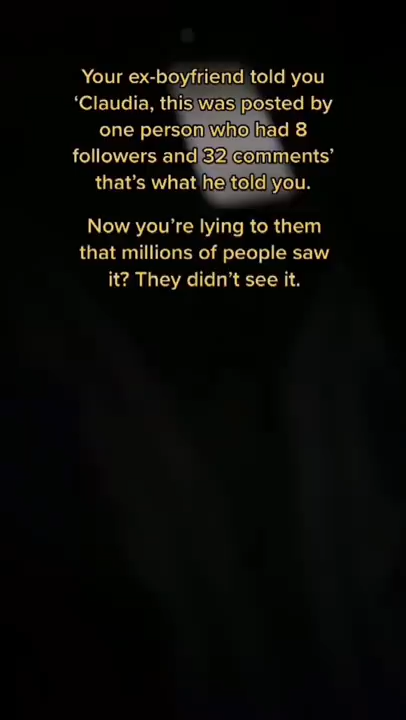 Your ex-boyfriend told you
‘Claudia, this was posted by
one person who had 8
followers and 32 comments’
that’s what he told you.
Now you’re lying to them
that millions of people saw
it? They didn’t see it.